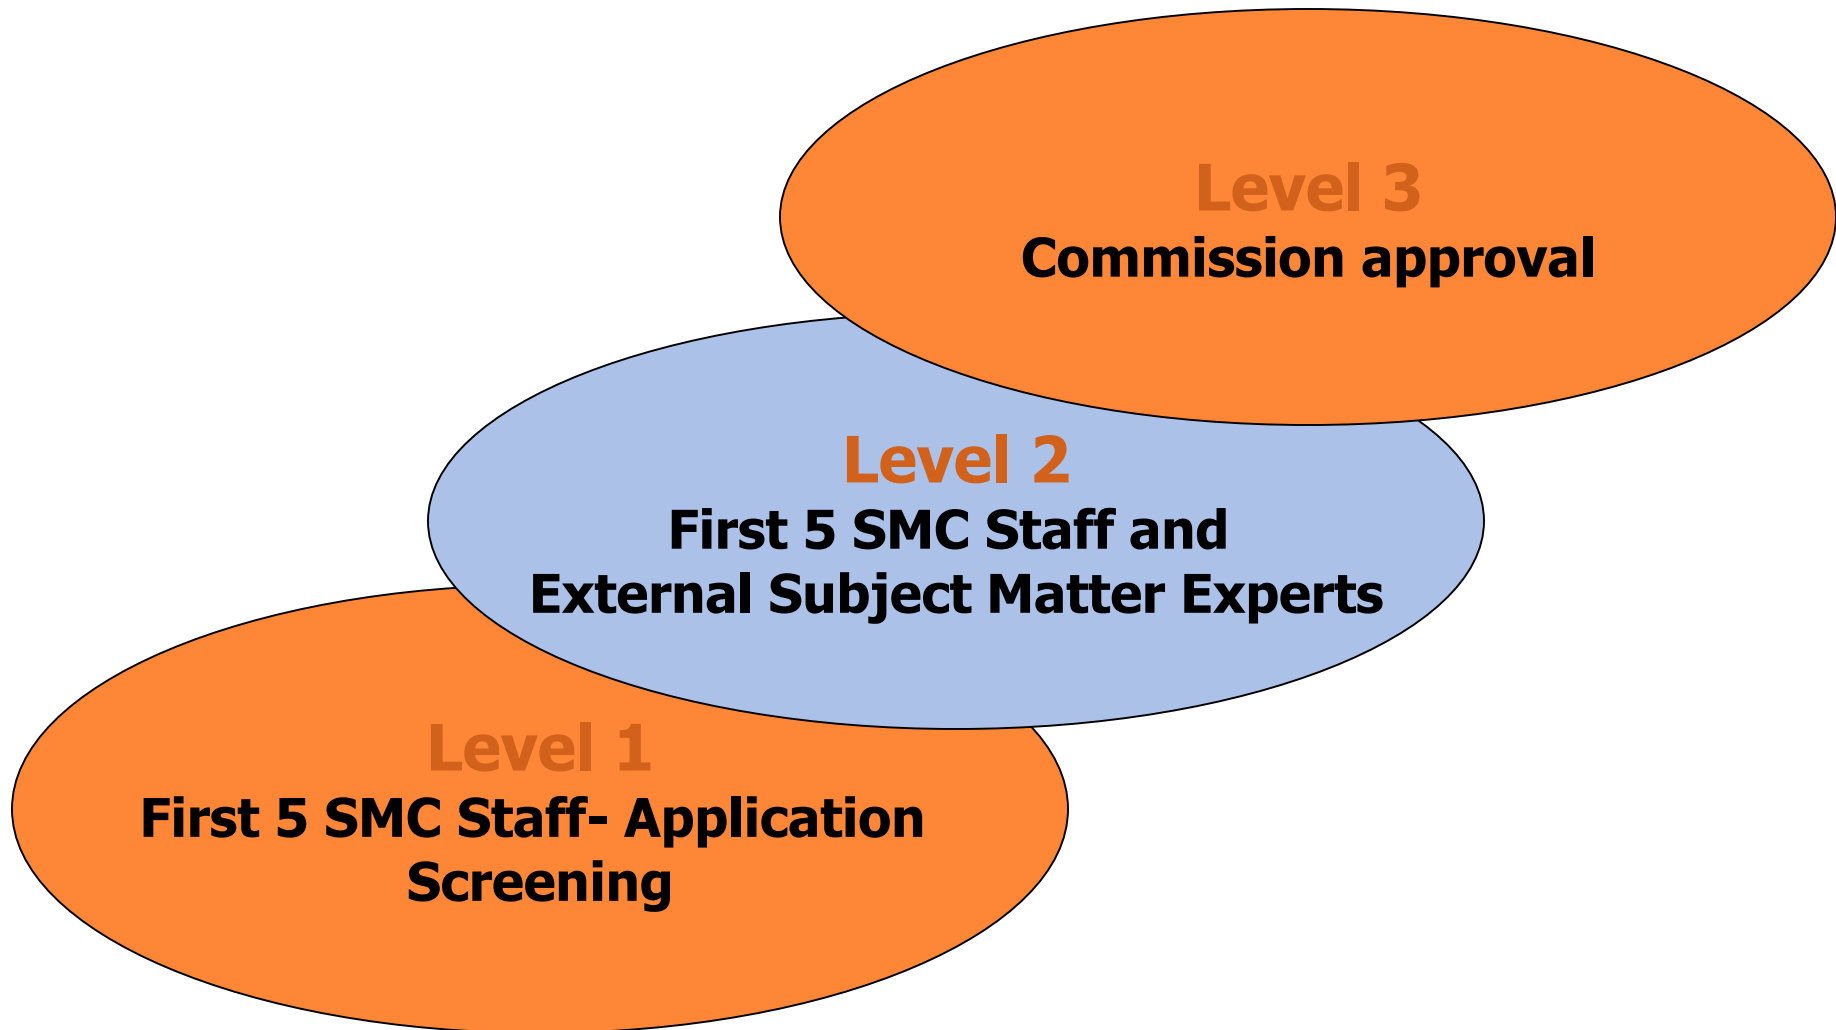 Level 3
Commission approval
Level 2
First 5 SMC Staff and
External Subject Matter Experts
Level 1
First 5 SMC Staff- Application
Screening